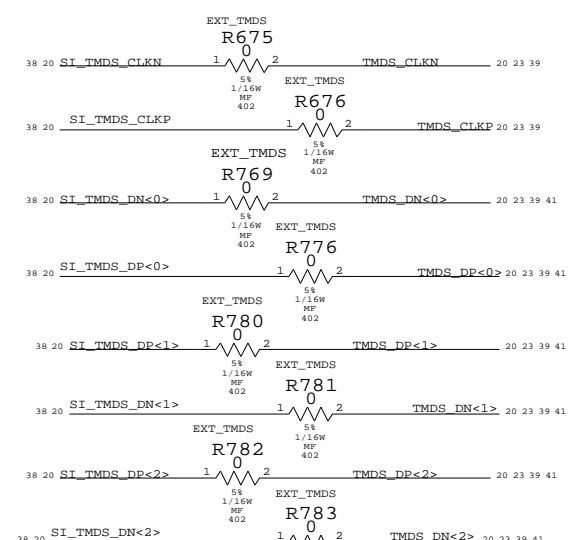 EXT_TMDS
R675
0
38 20 SI_TMDS_CLKN 1 2 TMDS_CLKN 20 23 39
5%
1/16W
MF
402
EXT_TMDS
R676
0
38 20 SI_TMDS_CLKP 1 2 TMDS_CLKP 20 23 39
5%
1/16W
MF
402
EXT_TMDS
R769
0
38 20 SI_TMDS_DN<0> 1 2 TMDS_DN<0> 20 23 39 41
5%
1/16W
MF
402
EXT_TMDS
R776
0
38 20 SI_TMDS_DP<0> 1 2 TMDS_DP<0> 20 23 39 41
5%
1/16W
MF
402
EXT_TMDS
R780
0
38 20 SI_TMDS_DP<1> 1 2 TMDS_DP<1> 20 23 39 41
5%
1/16W
MF
402
EXT_TMDS
R781
0
38 20 SI_TMDS_DN<1> 1 2 TMDS_DN<1> 20 23 39 41
5%
1/16W
MF
402
EXT_TMDS
R782
0
38 20 SI_TMDS_DP<2> 1 2 TMDS_DP<2> 20 23 39 41
5%
1/16W
MF
402
EXT_TMDS
R783
0
38 20 SI_TMDS_DN<2> 1 2 TMDS_DN<2> 20 23 39 41